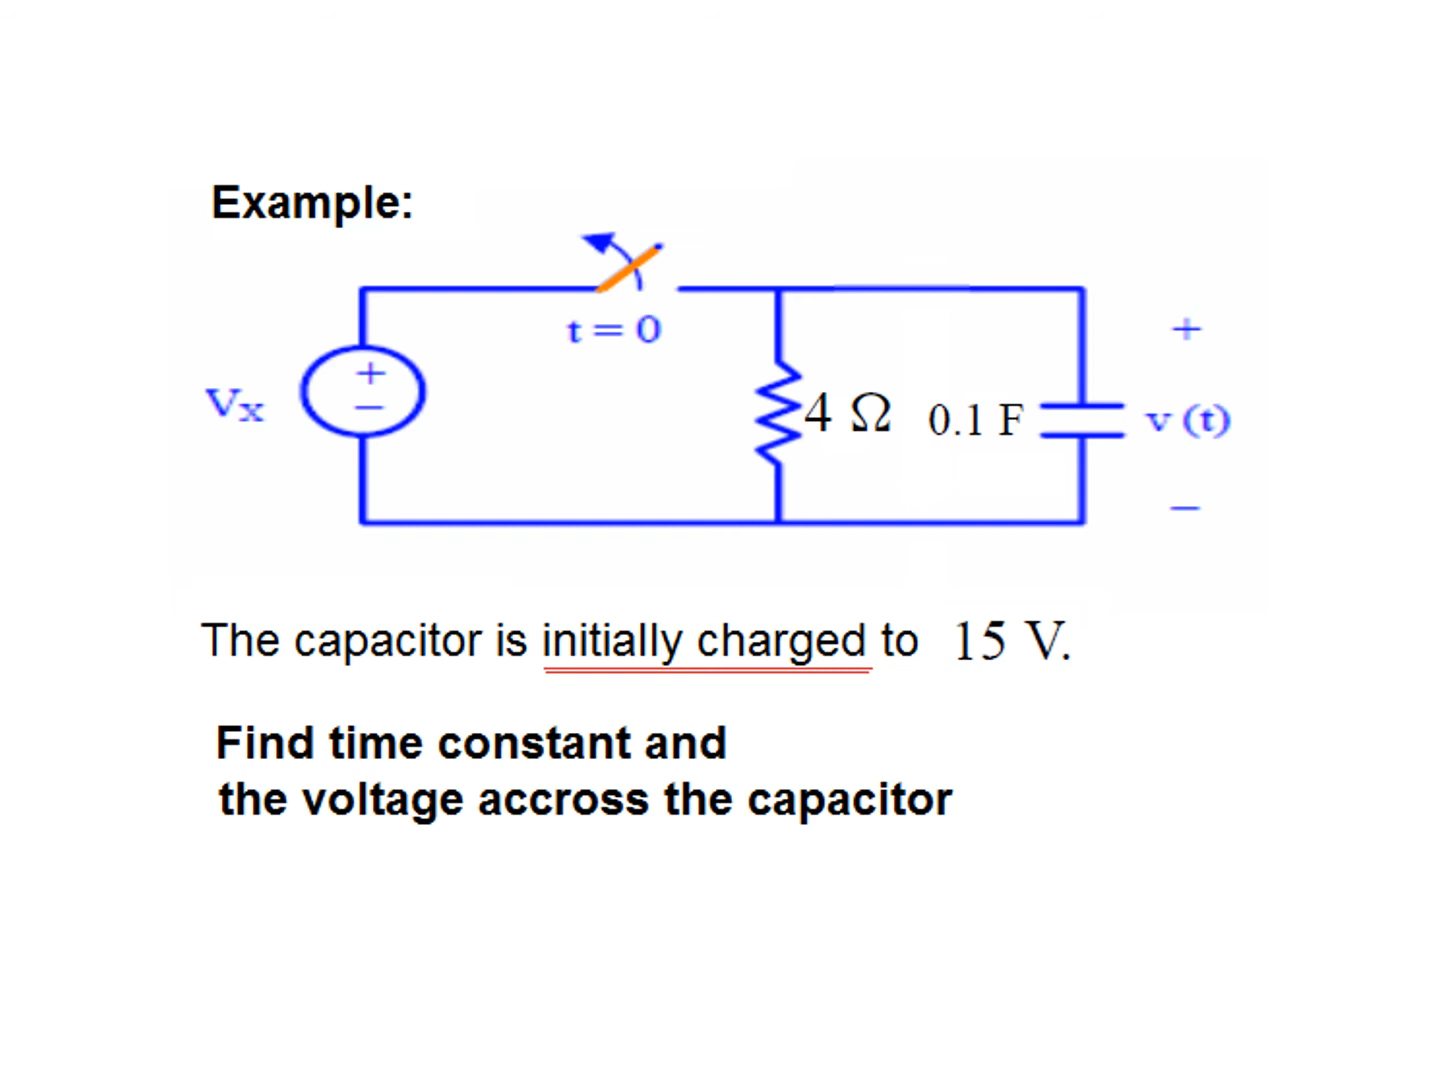 Example:
t = 0
+
+
−
Vx
4 Ω
0.1 F
v (t)
−
The capacitor is initially charged to 15 V.
Find time constant and
the voltage accross the capacitor